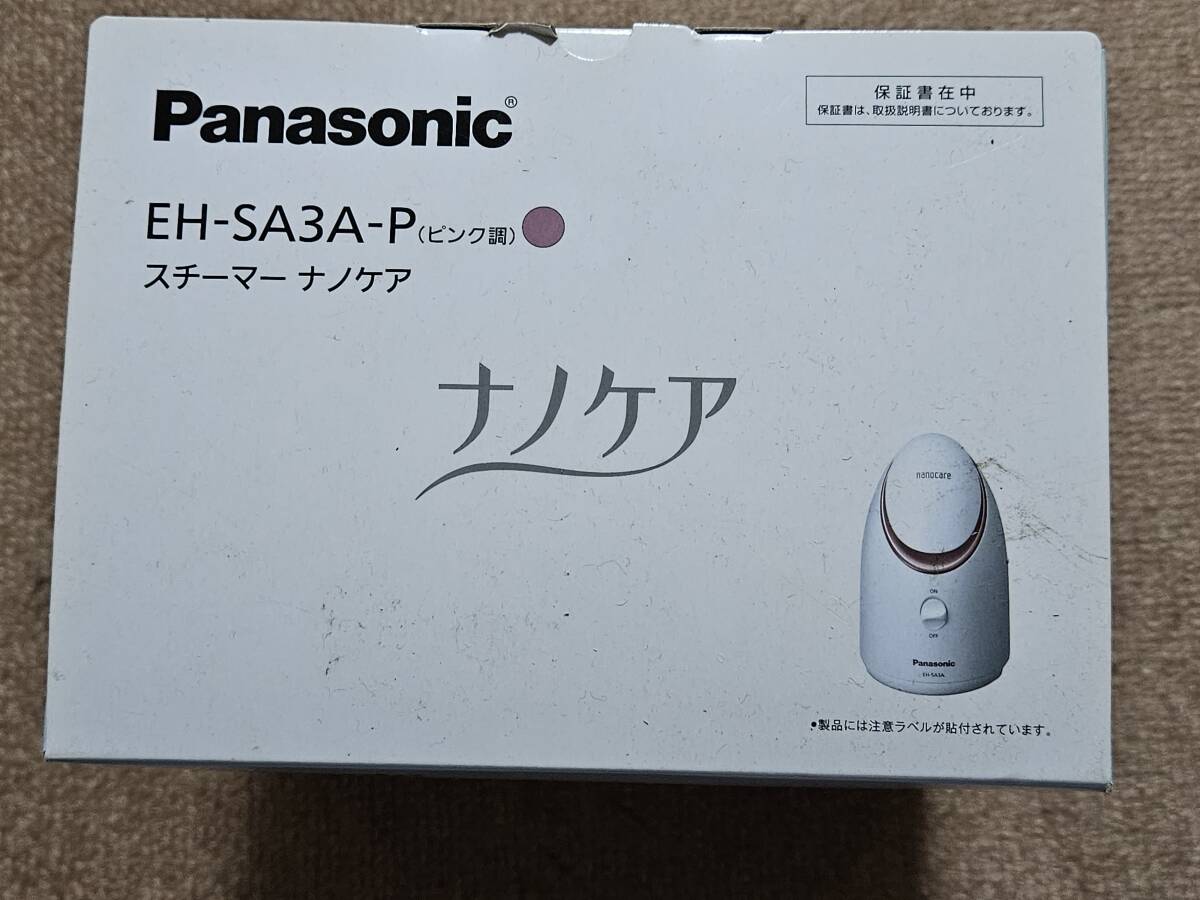 Panasonic®
保証書在中
保証書は、取扱説明書についております。
EH-SA3A-P(ピンク調)
スチーマー ナノケア
ナノケア
nanocare
ON
OFF
Panasonic
EH-SA3A
●製品には注意ラベルが貼付されています。